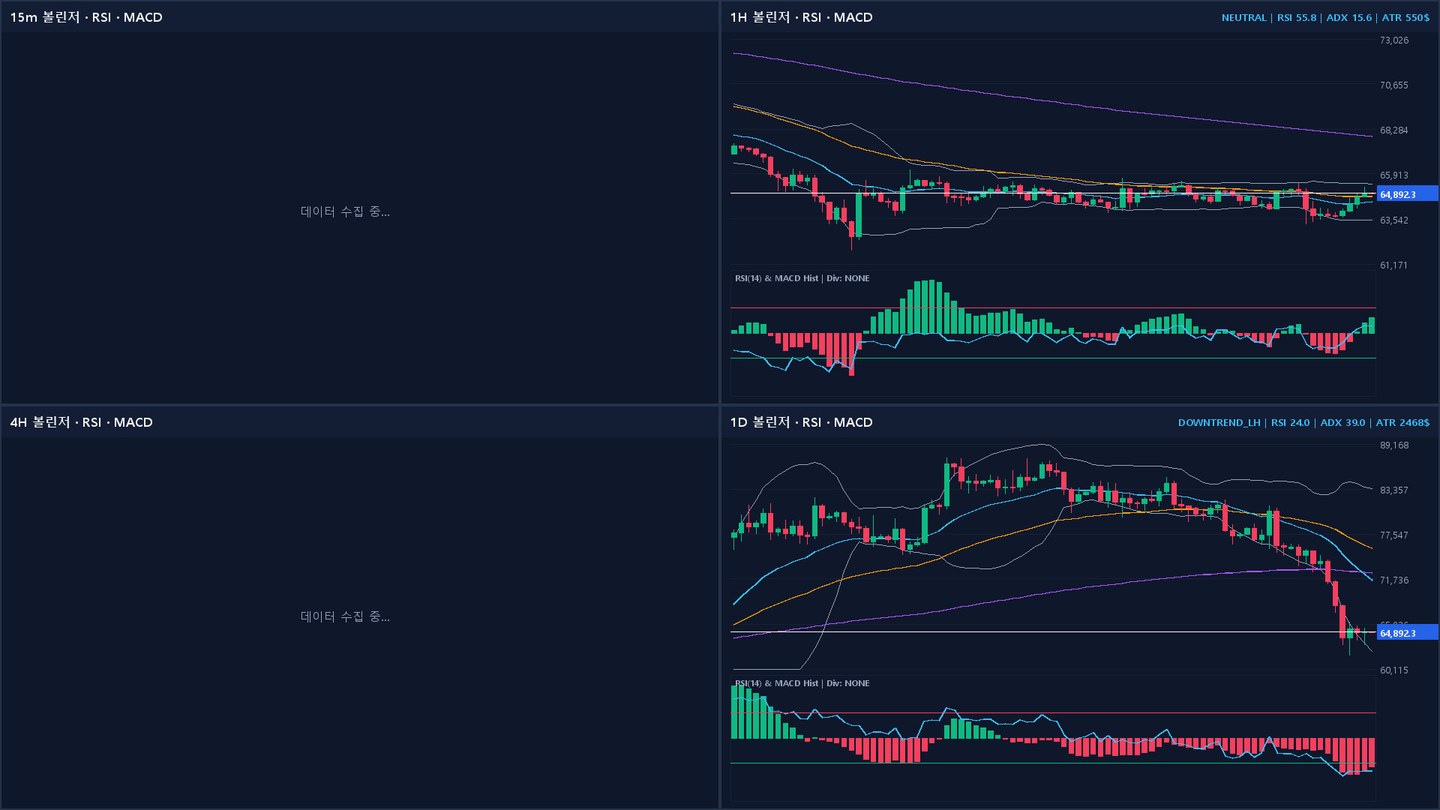 15m 볼린저 · RSI · MACD
데이터 수집 중...
1H 볼린저 · RSI · MACD
NEUTRAL | RSI 55.8 | ADX 15.6 | ATR 550$
73,026
70,655
68,284
65,913
64,892.3
63,542
61,171
RSI(14) & MACD Hist | Div: NONE
4H 볼린저 · RSI · MACD
데이터 수집 중...
1D 볼린저 · RSI · MACD
DOWNTREND_LH | RSI 24.0 | ADX 39.0 | ATR 2468$
89,168
83,357
77,547
71,736
64,892.3
60,115
RSI(14) & MACD Hist | Div: NONE